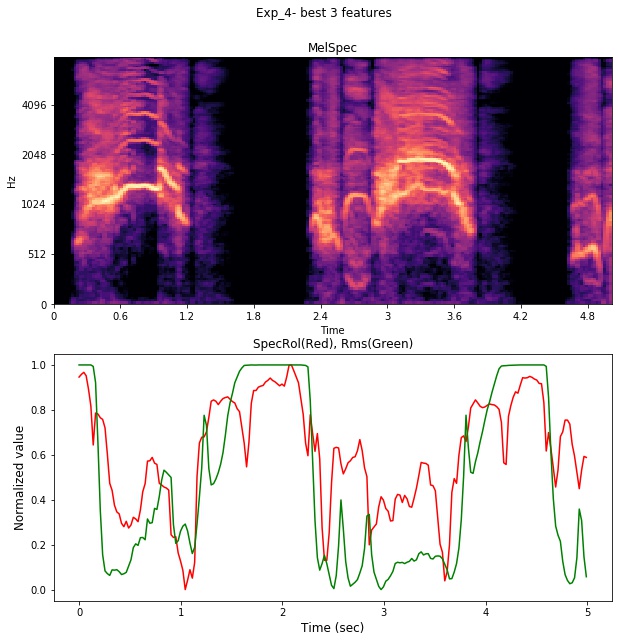 Exp_4- best 3 features
MelSpec
4096
2048
1024
512
0
Hz
0 0.6 1.2 1.8 2.4 3 3.6 4.2 4.8
Time
SpecRol(Red), Rms(Green)
1.0
0.8
0.6
0.4
0.2
0.0
Normalized value
0 1 2 3 4 5
Time (sec)